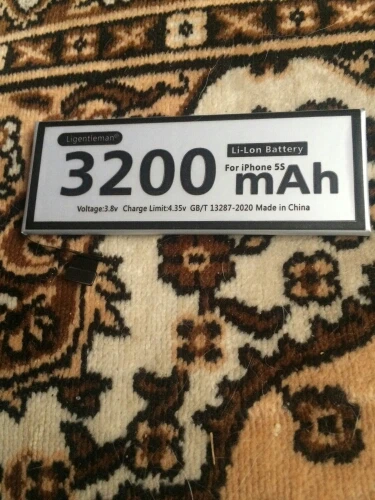 Ligentleman®
3200 mAh
Li-Lon Battery
For iPhone 5S
Voltage:3.8v Charge Limit:4.35v GB/T 13287-2020 Made in China